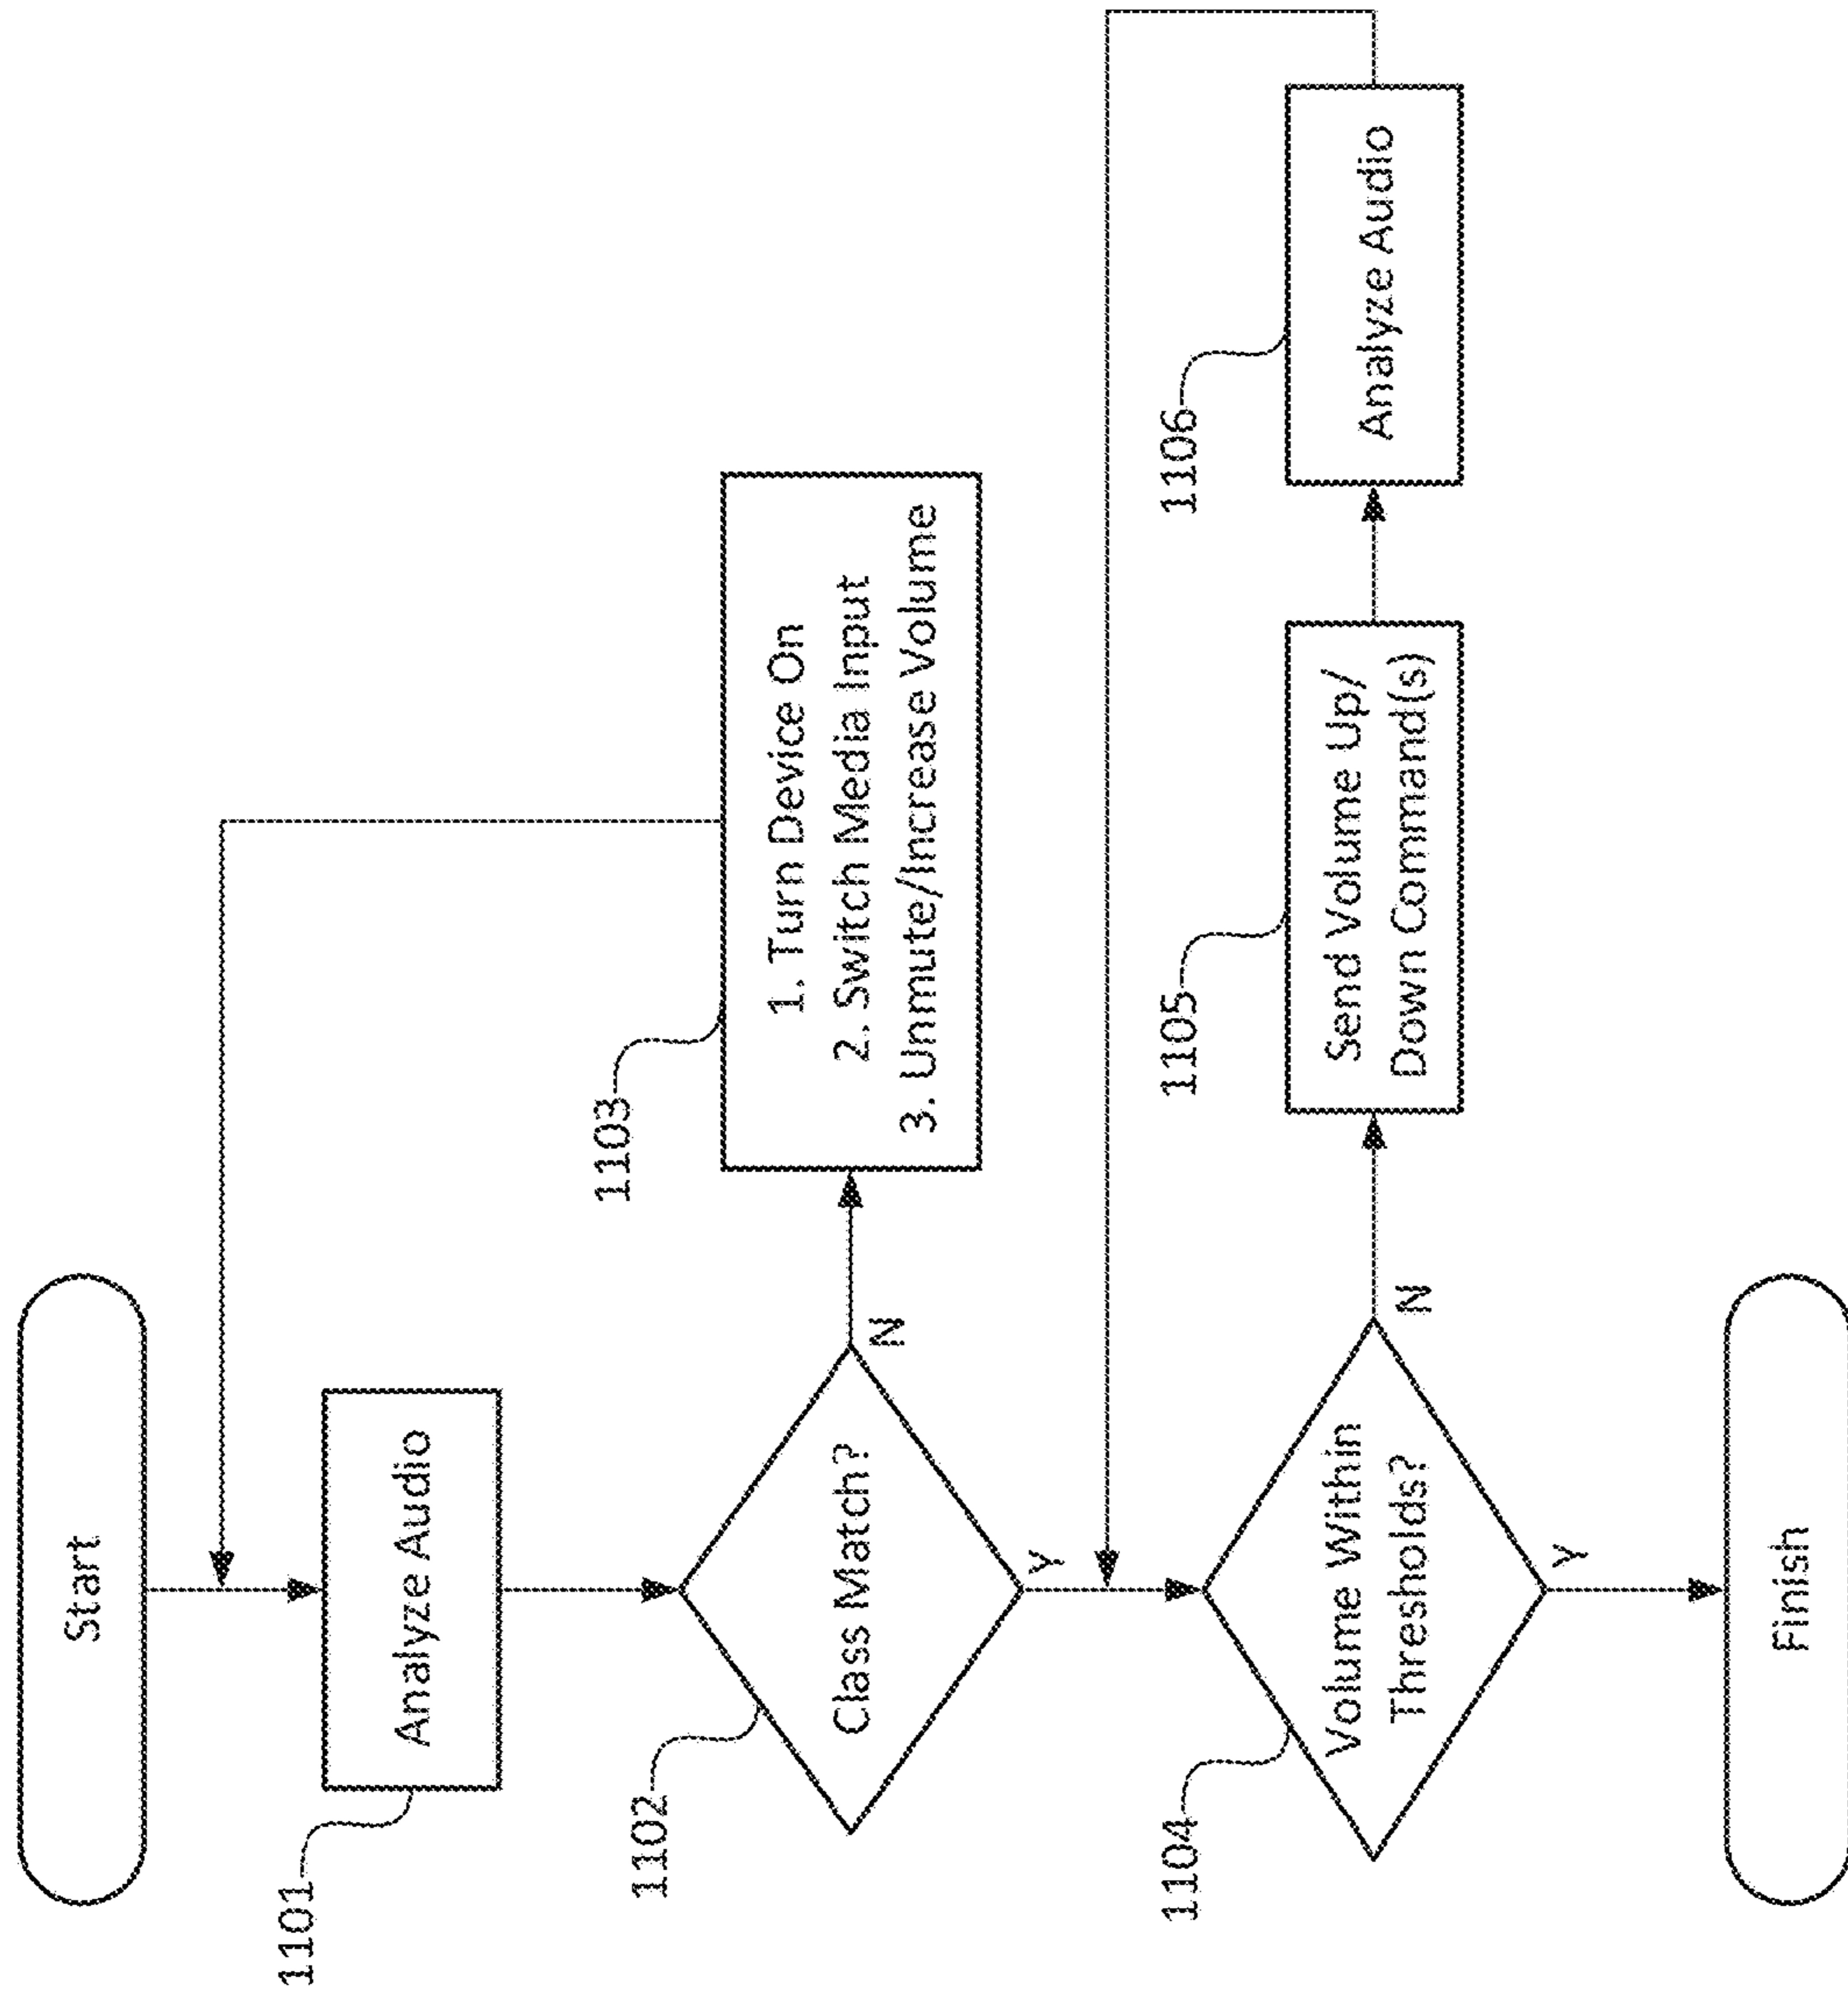 Start
1101
Analyze Audio
1102
Class Match?
N
Y
1103
1. Turn Device On
2. Switch Media Input
3. Unmute/Increase Volume
1104
Volume Within
Thresholds?
N
Y
1105
Send Volume Up/
Down Command(s)
1106
Analyze Audio
Finish